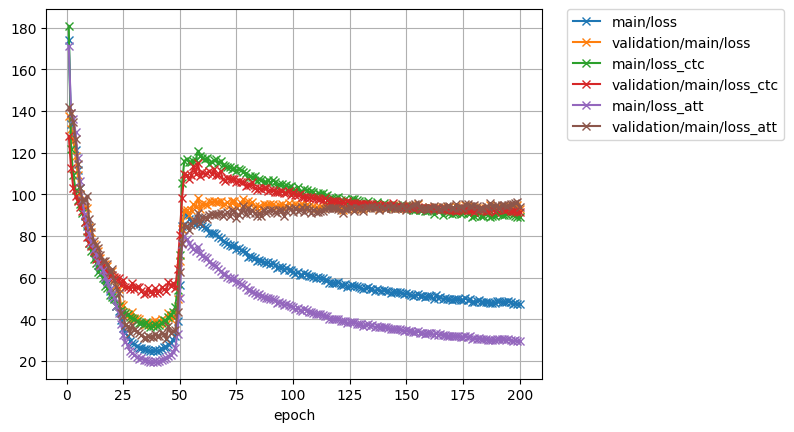 180
160
140
120
100
80
60
40
20
0 25 50 75 100 125 150 175 200
epoch
main/loss
validation/main/loss
main/loss_ctc
validation/main/loss_ctc
main/loss_att
validation/main/loss_att